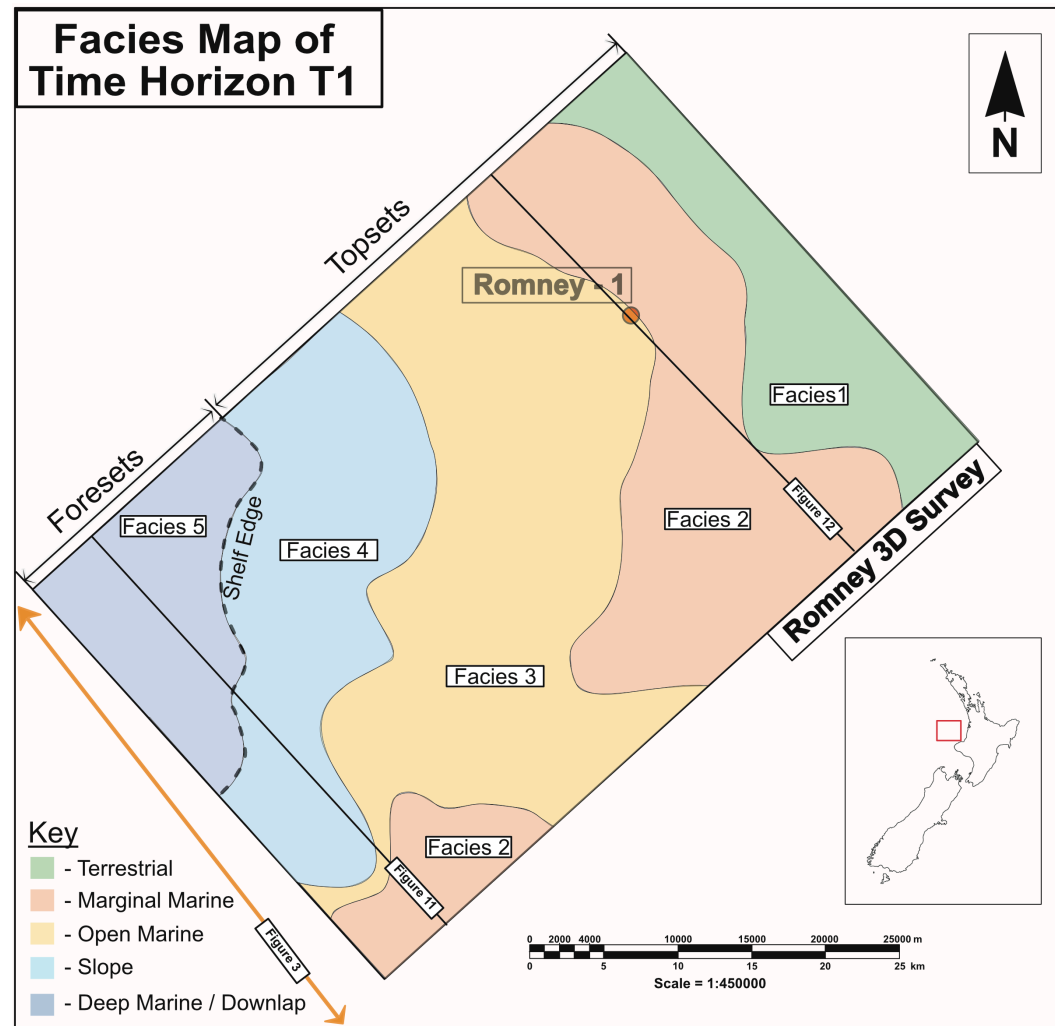 Facies Map of
Time Horizon T1
N
Topsets
Romney - 1
Facies1
Foresets
Facies 5
Shelf Edge
Facies 4
Facies 2
Figure 12
Romney 3D Survey
Facies 3
Facies 2
Figure 11
Figure 3
Key
- Terrestrial
- Marginal Marine
- Open Marine
- Slope
- Deep Marine / Downlap
0 2000 4000 10000 15000 20000 25000 m
0 5 10 15 20 25 km
Scale = 1:450000